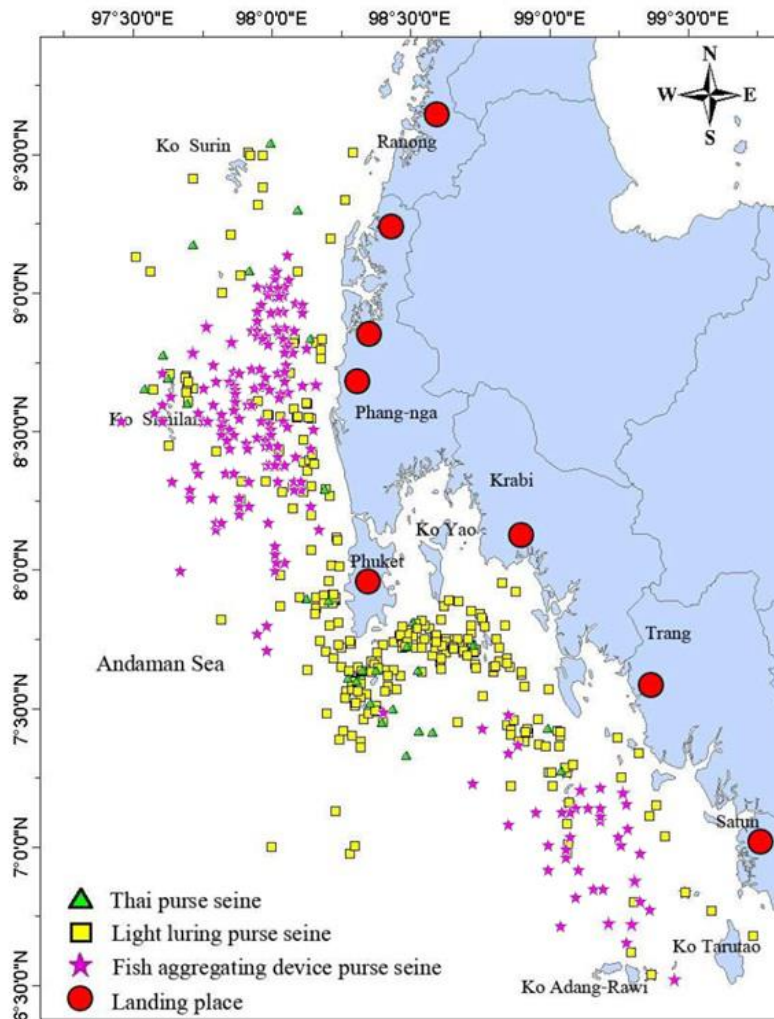 97°30'0"E 98°0'0"E 98°30'0"E 99°0'0"E 99°30'0"E
N
W E
S
Ko Surin
Ranong
9°30'0"N
9°0'0"N
Phang-nga
Ko Similan
8°30'0"N
Krabi
Ko Yao
Phuket
8°0'0"N
Trang
Andaman Sea
7°30'0"N
Satun
7°0'0"N
Thai purse seine
Light luring purse seine
Fish aggregating device purse seine
Landing place
Ko Tarutao
Ko Adang-Rawi
6°30'0"N